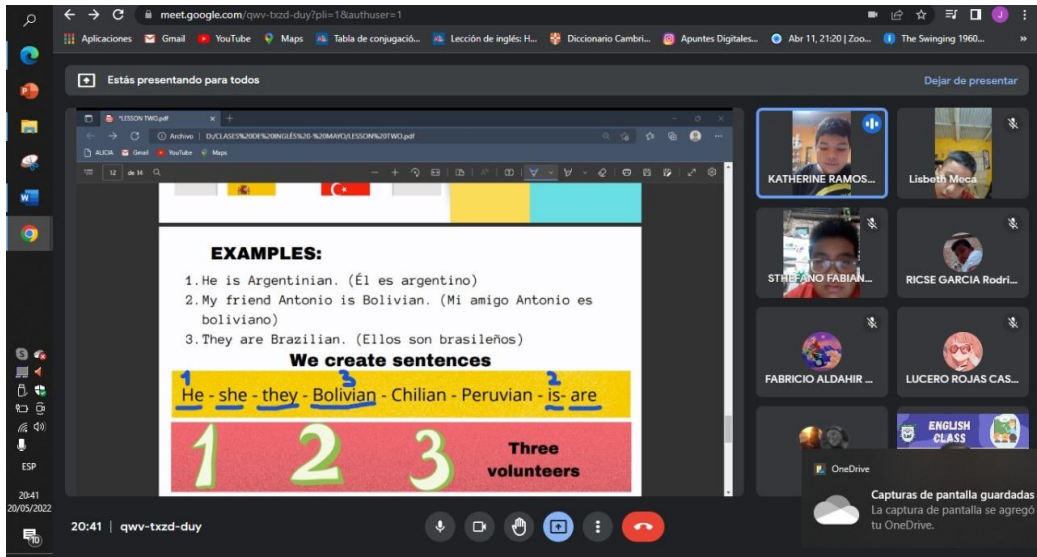 meet.google.com/qwv-txzd-duy?pli=1&authuser=1
Aplicaciones Gmail YouTube Maps Tabla de conjugació... Lección de inglés: H... Diccionario Cambri... Apuntes Digitales... Abr 11, 21:20 | Zoo... The Swinging 1960... »
Estás presentando para todos
Dejar de presentar
*LESSON TWO.pdf
Archivo | D:/CLASES%20DE%20INGLÉS%20-%20MAYO/LESSON%20TWO.pdf
ALICIA Gmail YouTube Maps
12 de 14
EXAMPLES:
1. He is Argentinian. (Él es argentino)
2. My friend Antonio is Bolivian. (Mi amigo Antonio es
boliviano)
3. They are Brazilian. (Ellos son brasileños)
We create sentences
1 3 2
He - she - they - Bolivian - Chilian - Peruvian - is- are
1 2 3
Three
volunteers
KATHERINE RAMOS...
Lisbeth Meca
STHEFANO FABIAN...
RICSE GARCIA Rodri...
FABRICIO ALDAHIR ...
LUCERO ROJAS CAS...
ENGLISH
CLASS
OneDrive
Capturas de pantalla guardadas
La captura de pantalla se agregó
tu OneDrive.
ESP
20:41
20/05/2022
20:41 | qwv-txzd-duy